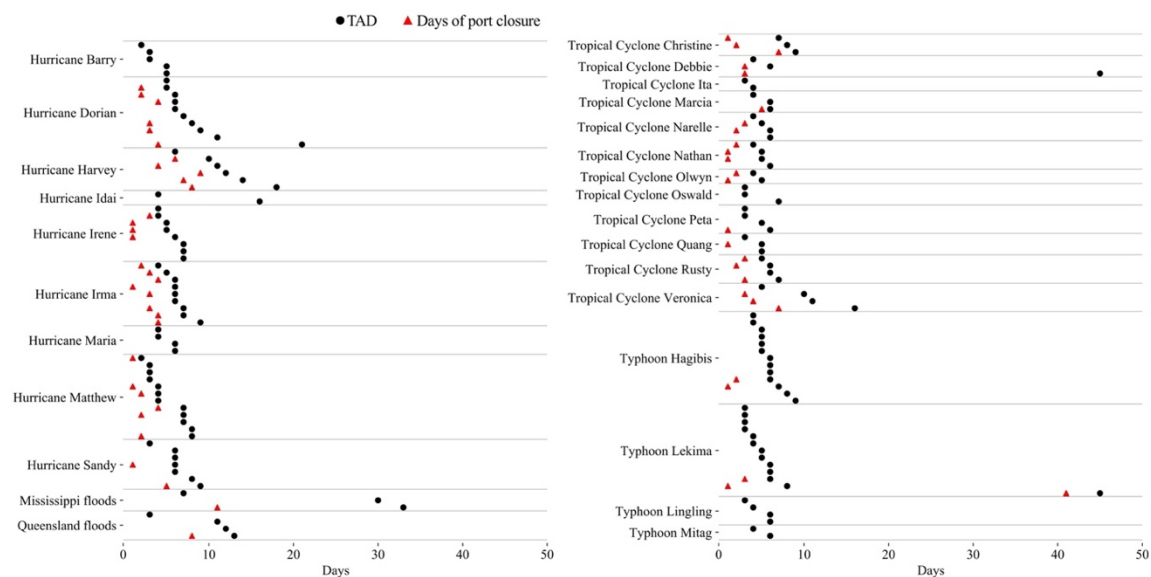 TAD
Days of port closure
Hurricane Barry
Hurricane Dorian
Hurricane Harvey
Hurricane Idai
Hurricane Irene
Hurricane Irma
Hurricane Maria
Hurricane Matthew
Hurricane Sandy
Mississippi floods
Queensland floods
0 10 20 30 40 50
Days
Tropical Cyclone Christine
Tropical Cyclone Debbie
Tropical Cyclone Ita
Tropical Cyclone Marcia
Tropical Cyclone Narelle
Tropical Cyclone Nathan
Tropical Cyclone Olwyn
Tropical Cyclone Oswald
Tropical Cyclone Peta
Tropical Cyclone Quang
Tropical Cyclone Rusty
Tropical Cyclone Veronica
Typhoon Hagibis
Typhoon Lekima
Typhoon Lingling
Typhoon Mitag
0 10 20 30 40 50
Days